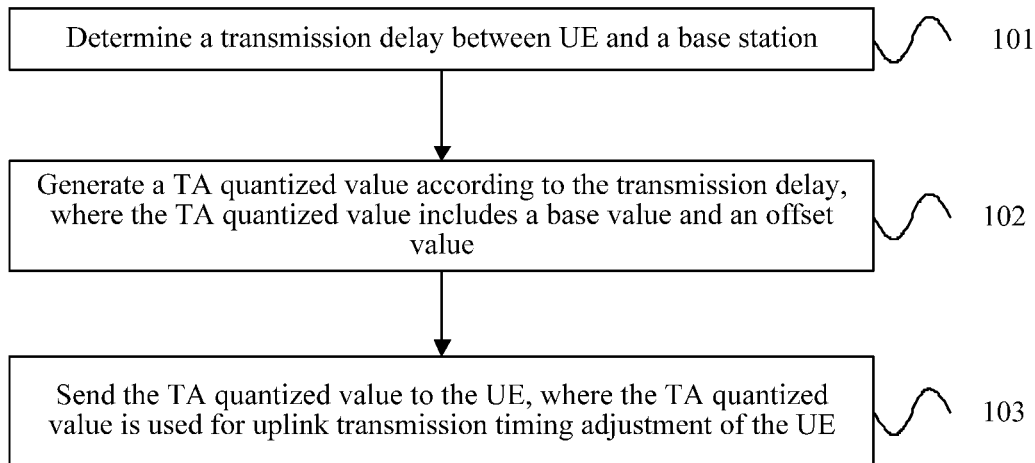 Determine a transmission delay between UE and a base station
101
Generate a TA quantized value according to the transmission delay,
where the TA quantized value includes a base value and an offset
value
102
Send the TA quantized value to the UE, where the TA quantized
value is used for uplink transmission timing adjustment of the UE
103